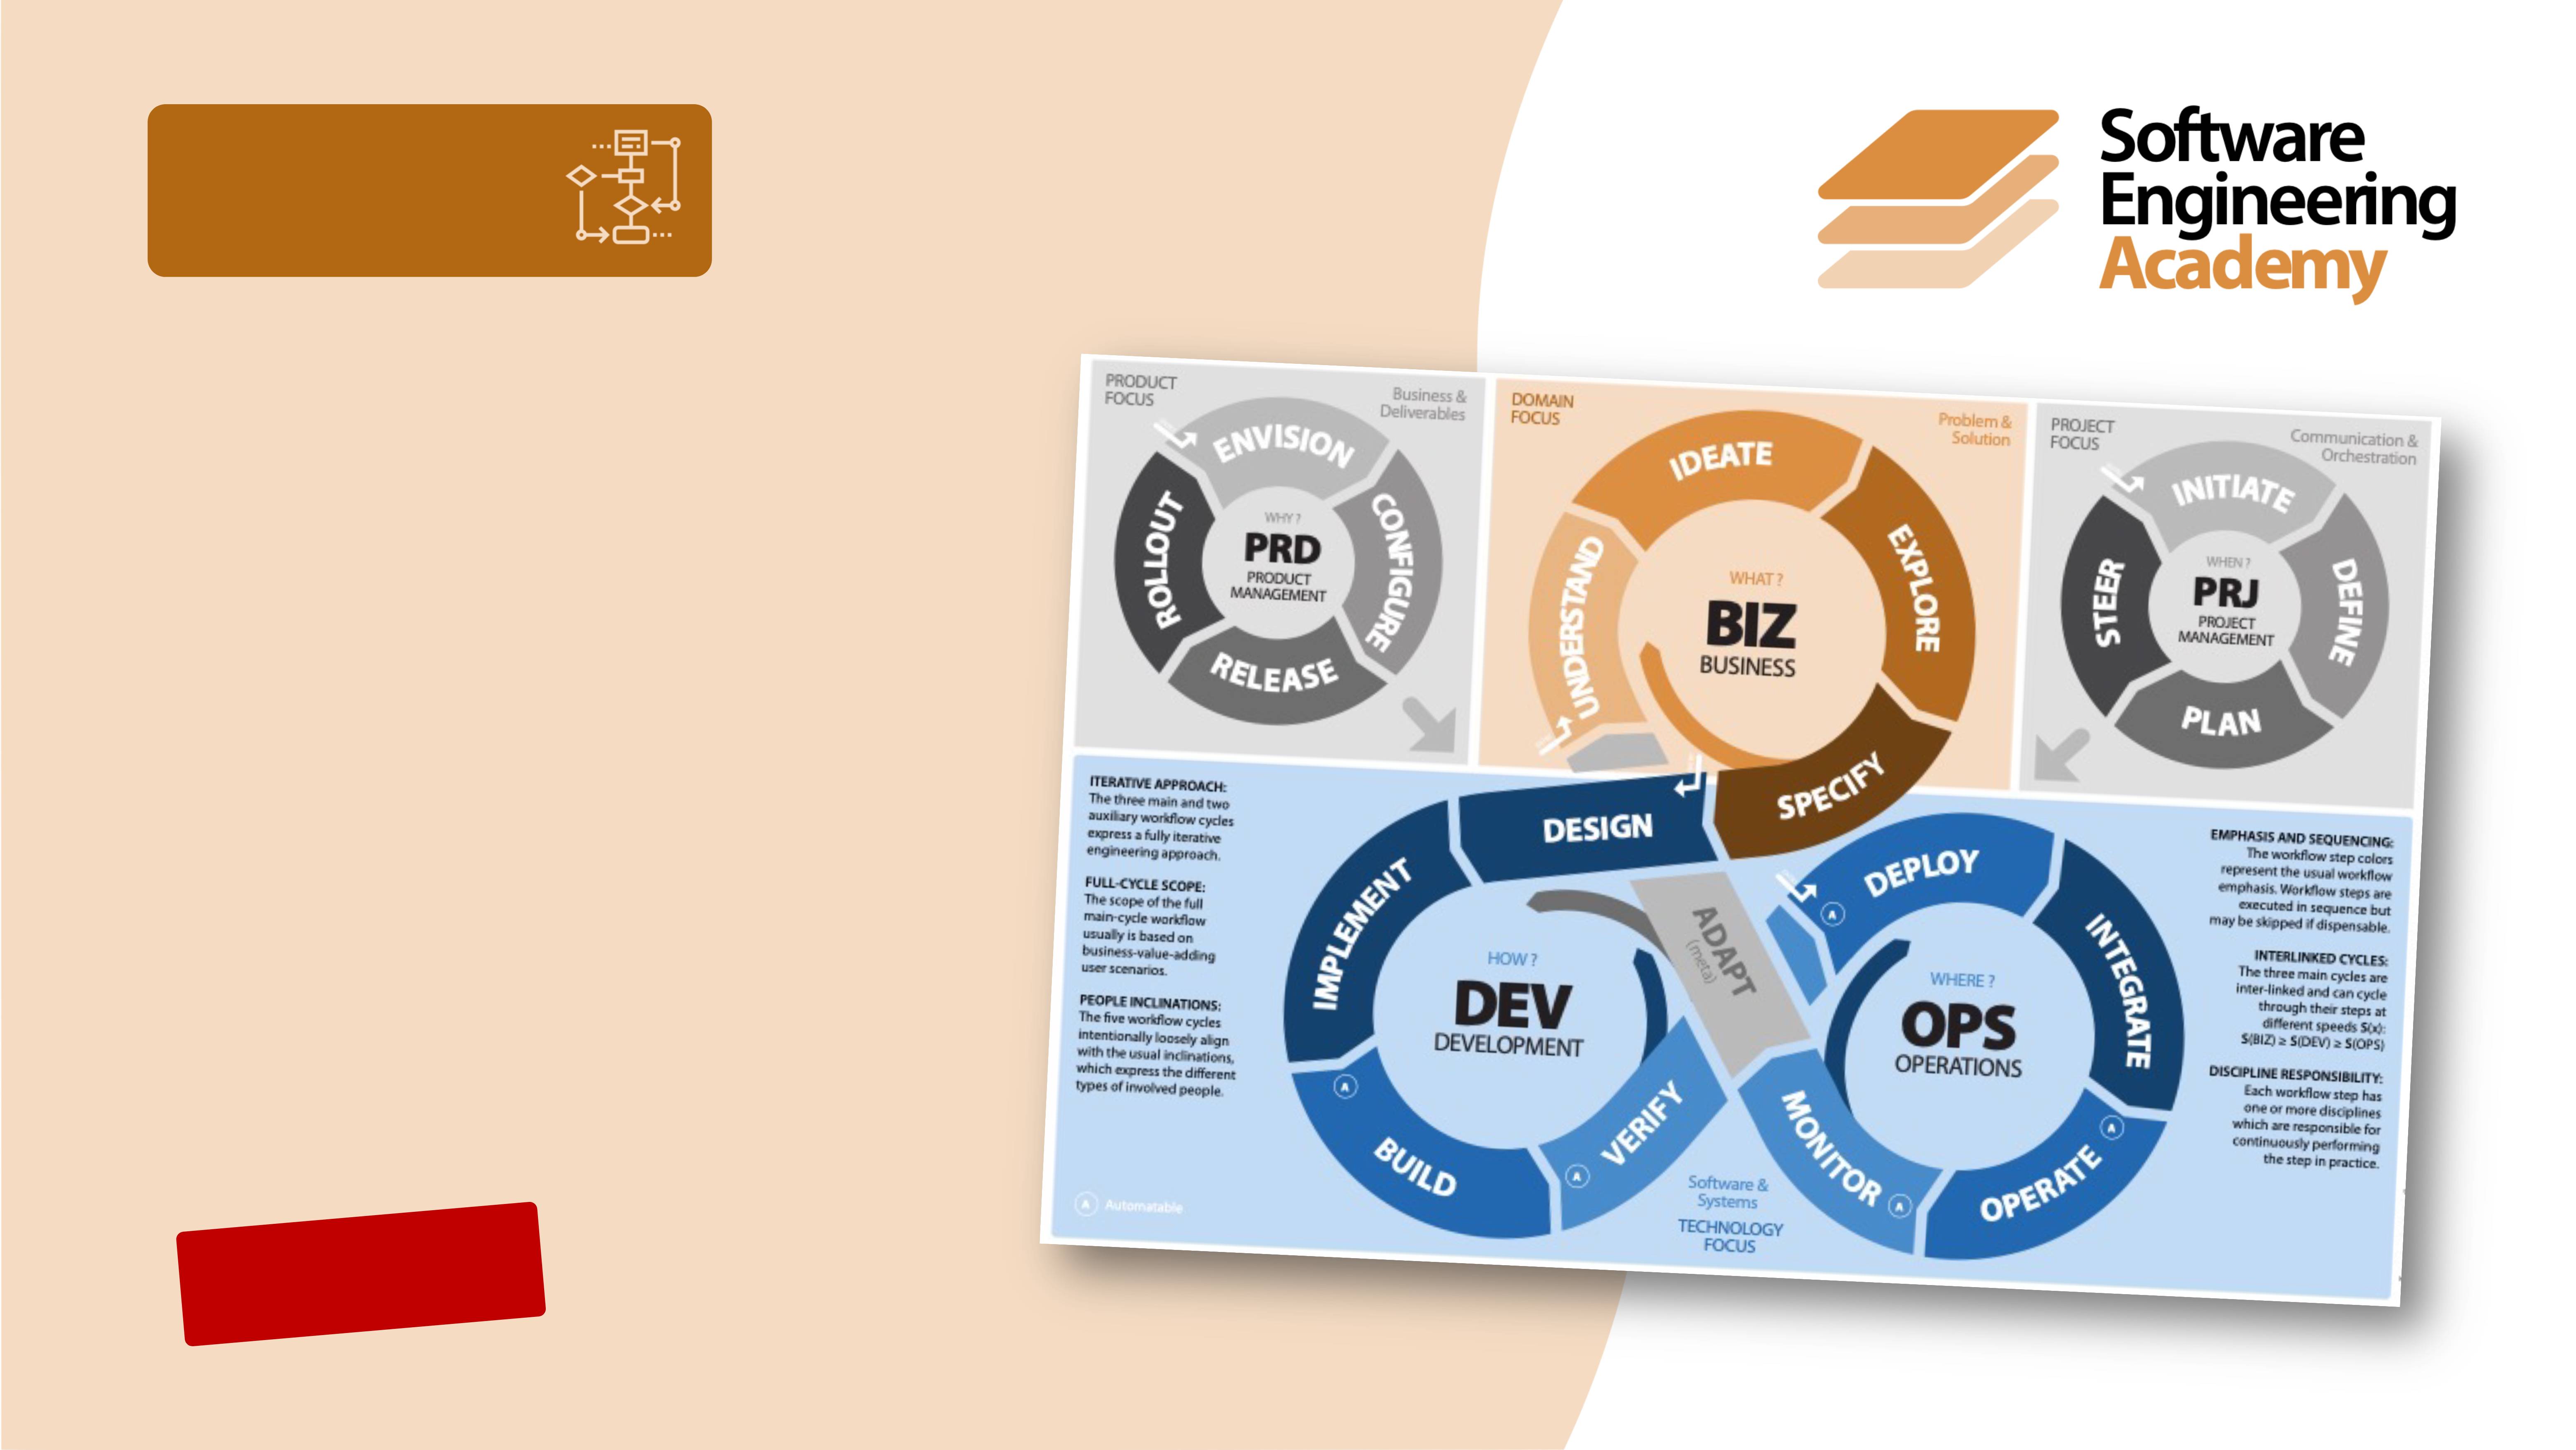 Software
Engineering
Academy
PRODUCT
FOCUS
Business &
Deliverables
ENVISION
CONFIGURE
RELEASE
ROLLOUT
WHY ?
PRD
PRODUCT
MANAGEMENT
DOMAIN
FOCUS
Problem &
Solution
UNDERSTAND
IDEATE
EXPLORE
SPECIFY
WHAT ?
BIZ
BUSINESS
PROJECT
FOCUS
Communication &
Orchestration
INITIATE
DEFINE
PLAN
STEER
WHEN ?
PRJ
PROJECT
MANAGEMENT
ITERATIVE APPROACH:
The three main and two
auxiliary workflow cycles
express a fully iterative
engineering approach.
FULL-CYCLE SCOPE:
The scope of the full
main-cycle workflow
usually is based on
business-value-adding
user scenarios.
PEOPLE INCLINATIONS:
The five workflow cycles
intentionally loosely align
with the usual inclinations,
which express the different
types of involved people.
A Automatable
DESIGN
IMPLEMENT
A
BUILD
A
VERIFY
HOW ?
DEV
DEVELOPMENT
ADAPT
(meta)
DEPLOY
A
INTEGRATE
OPERATE
A
MONITOR
A
WHERE ?
OPS
OPERATIONS
Software &
Systems
TECHNOLOGY
FOCUS
EMPHASIS AND SEQUENCING:
The workflow step colors
represent the usual workflow
emphasis. Workflow steps are
executed in sequence but
may be skipped if dispensable.
INTERLINKED CYCLES:
The three main cycles are
inter-linked and can cycle
through their steps at
different speeds S(x):
S(BIZ) ≥ S(DEV) ≥ S(OPS)
DISCIPLINE RESPONSIBILITY:
Each workflow step has
one or more disciplines
which are responsible for
continuously performing
the step in practice.